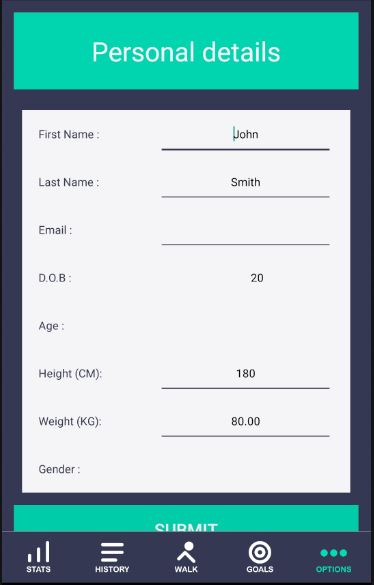 Personal details
First Name : John
Last Name : Smith
Email :
D.O.B : 20
Age :
Height (CM): 180
Weight (KG): 80.00
Gender :
SUBMIT
STATS HISTORY WALK GOALS OPTIONS